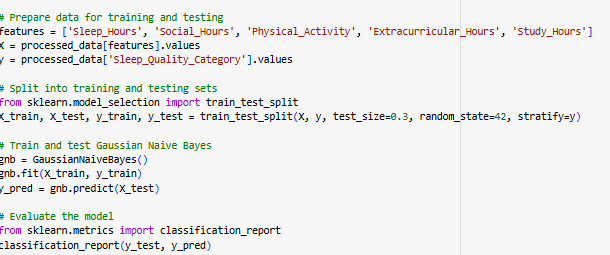 # Prepare data for training and testing
features = ['Sleep_Hours', 'Social_Hours', 'Physical_Activity', 'Extracurricular_Hours', 'Study_Hours']
X = processed_data[features].values
y = processed_data['Sleep_Quality_Category'].values
# Split into training and testing sets
from sklearn.model_selection import train_test_split
X_train, X_test, y_train, y_test = train_test_split(X, y, test_size=0.3, random_state=42, stratify=y)
# Train and test Gaussian Naive Bayes
gnb = GaussianNaiveBayes()
gnb.fit(X_train, y_train)
y_pred = gnb.predict(X_test)
# Evaluate the model
from sklearn.metrics import classification_report
classification_report(y_test, y_pred)